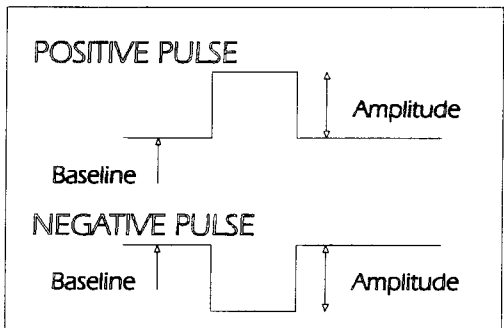 POSITIVE PULSE
Amplitude
Baseline
NEGATIVE PULSE
Baseline
Amplitude